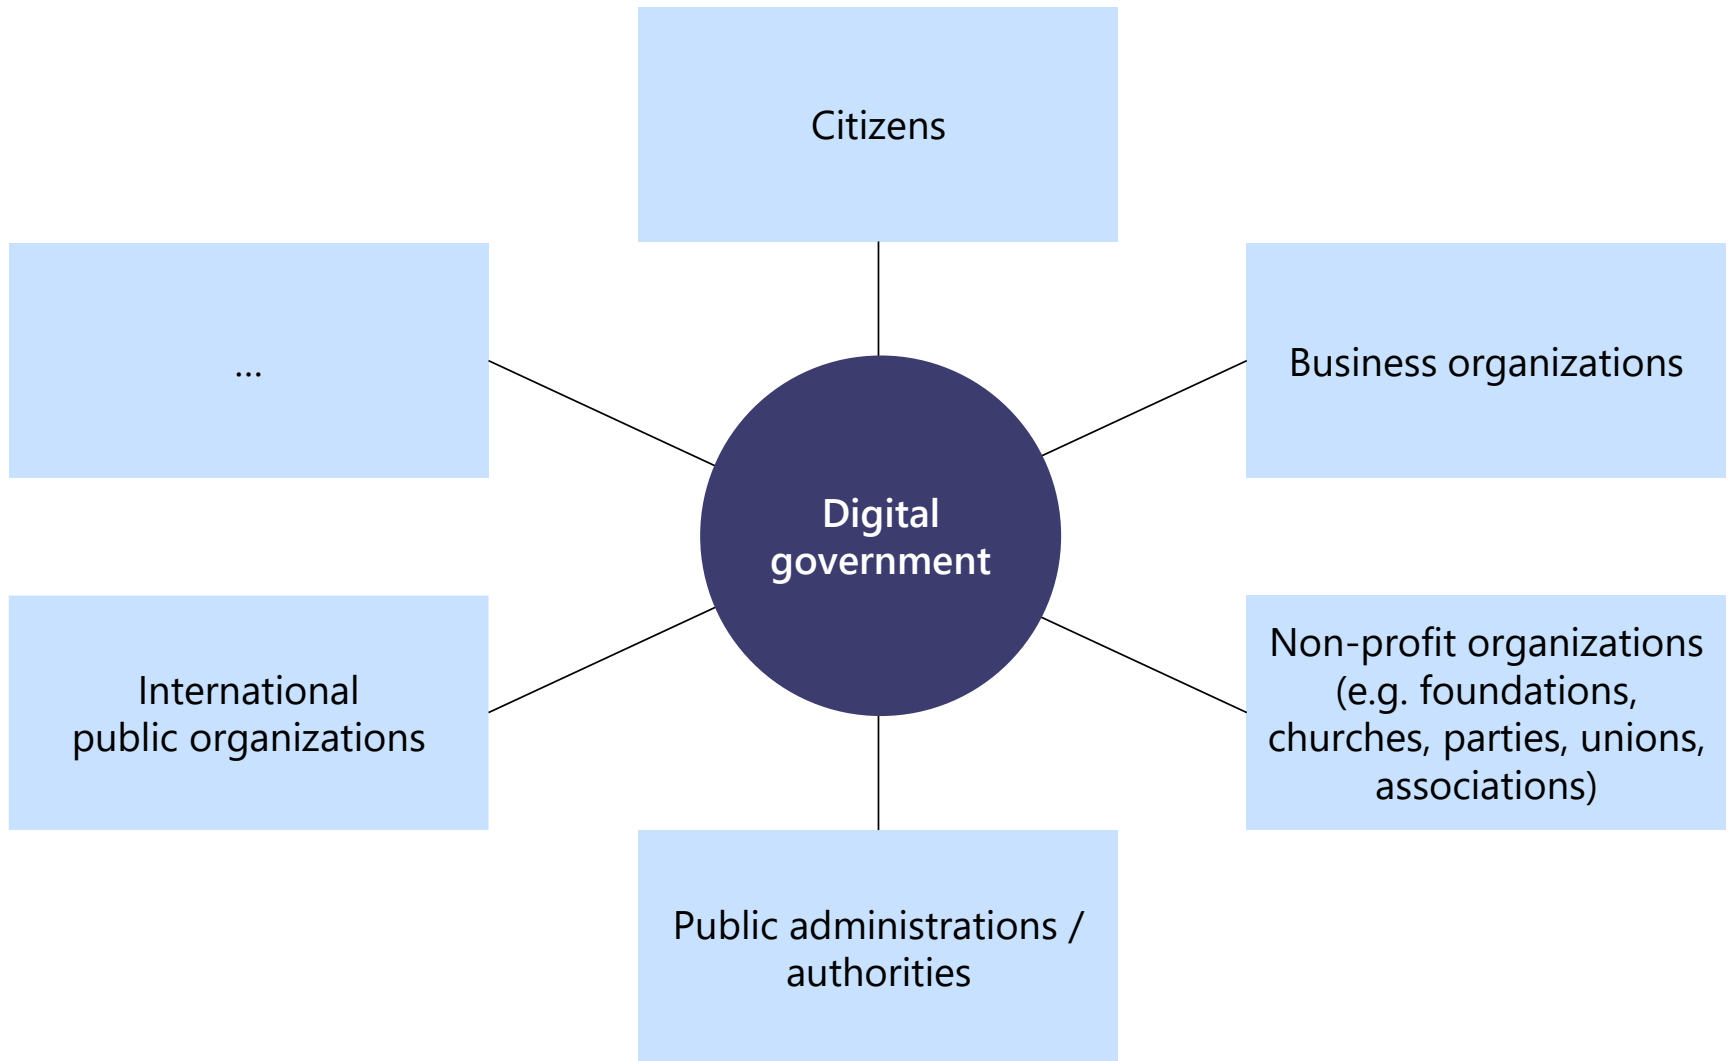 Citizens
...
Business organizations
Digital
government
International
public organizations
Non-profit organizations
(e.g. foundations,
churches, parties, unions,
associations)
Public administrations /
authorities